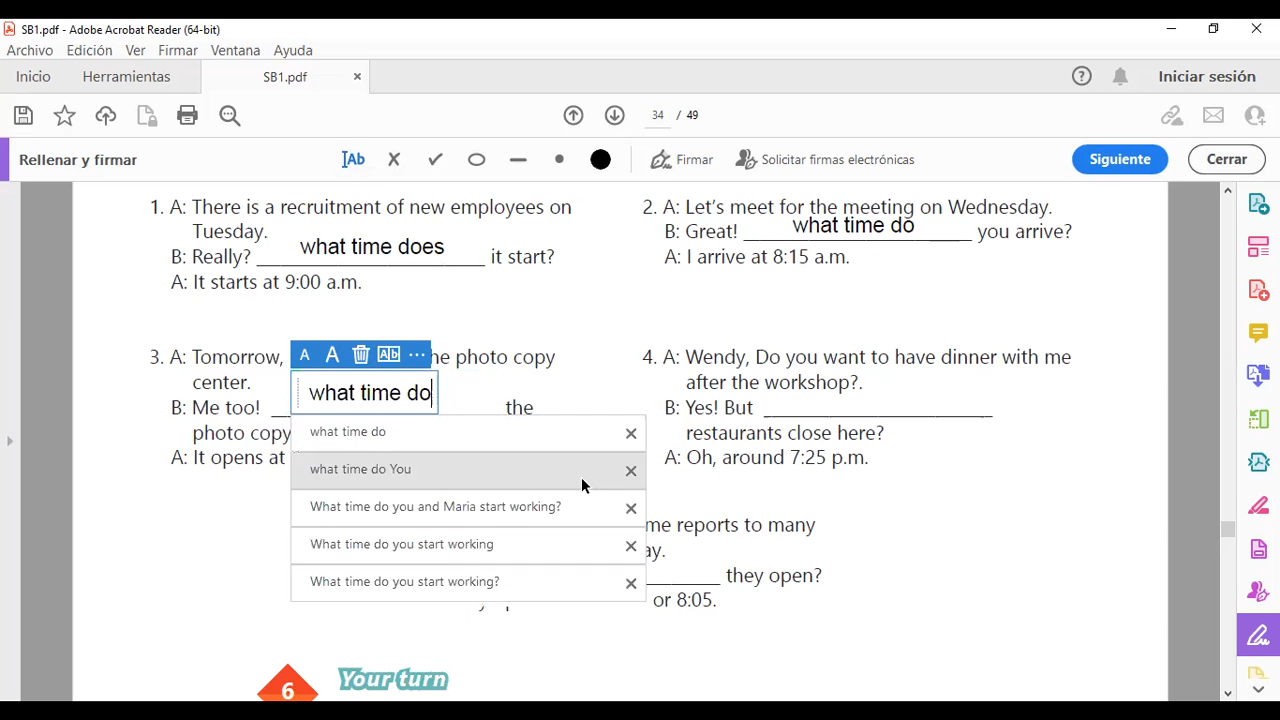 SB1.pdf - Adobe Acrobat Reader (64-bit)
Archivo Edición Ver Firmar Ventana Ayuda
Inicio Herramientas SB1.pdf × Iniciar sesión
34 / 49
Rellenar y firmar Ab Firmar Solicitar firmas electrónicas Siguiente Cerrar
1. A: There is a recruitment of new employees on
Tuesday.
B: Really? what time does it start?
A: It starts at 9:00 a.m.
2. A: Let's meet for the meeting on Wednesday.
B: Great! what time do you arrive?
A: I arrive at 8:15 a.m.
3. A: Tomorrow, he photo copy
center.
B: Me too! the
photo copy
A: It opens at
A A Ab ...
what time do
what time do
what time do You
What time do you and Maria start working?
What time do you start working
What time do you start working?
4. A: Wendy, Do you want to have dinner with me
after the workshop?.
B: Yes! But ____________
restaurants close here?
A: Oh, around 7:25 p.m.
me reports to many
ay.
they open?
or 8:05.
6 Your turn